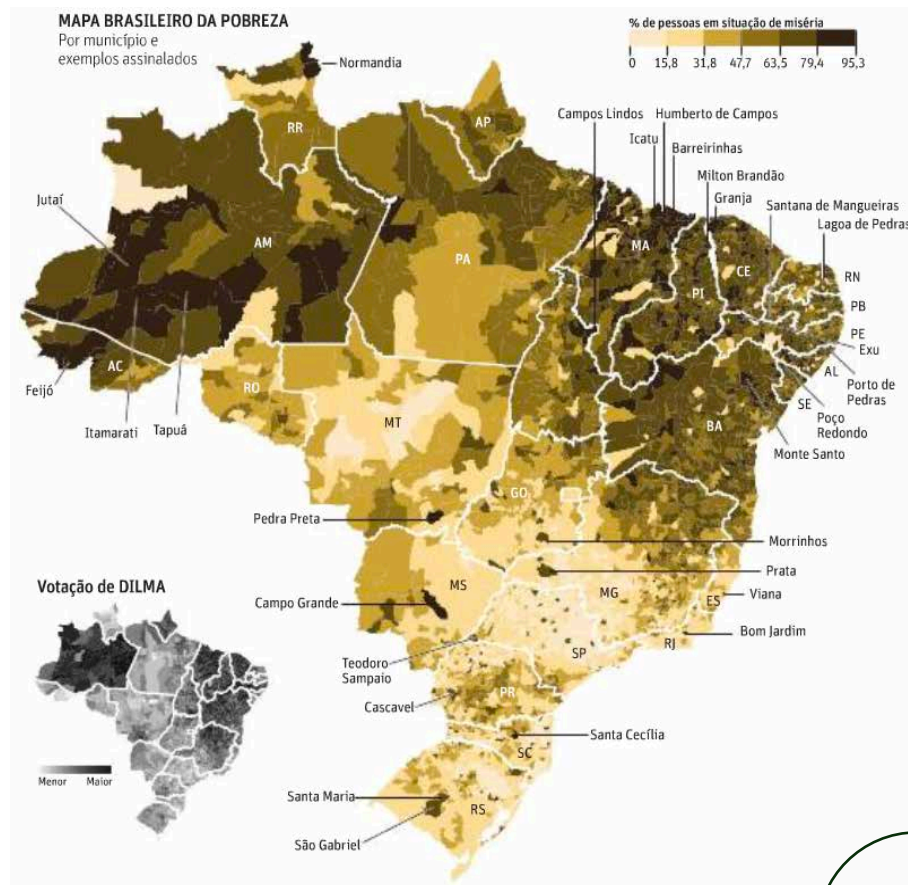 MAPA BRASILEIRO DA POBREZA
Por município e
exemplos assinalados
% de pessoas em situação de miséria
0 15,8 31,8 47,7 63,5 79,4 95,3
Normandia
Campos Lindos
Humberto de Campos
Icatu
Barreirinhas
Milton Brandão
Granja
Santana de Mangueiras
Lagoa de Pedras
RR
AP
Jutaí
AM
PA
MA
CE
PI
RN
PB
PE
Exu
AL
Porto de
Pedras
SE
Poço
Redondo
Monte Santo
AC
Feijó
Itamarati
Tapuá
RO
MT
BA
GO
Pedra Preta
Morrinhos
Prata
MS
MG
ES
Viana
Campo Grande
Bom Jardim
RJ
SP
Teodoro
Sampaio
PR
Cascavel
Santa Cecília
SC
Santa Maria
RS
São Gabriel
Votação de DILMA
Menor Maior